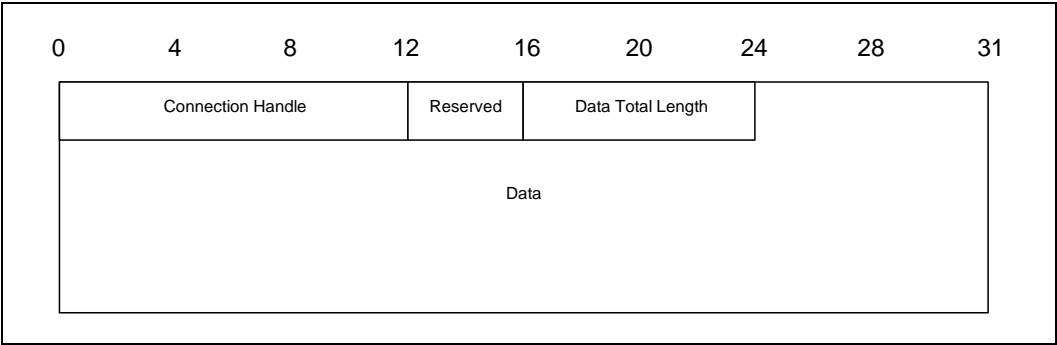 0 4 8 12 16 20 24 28 31
Connection Handle Reserved Data Total Length
Data